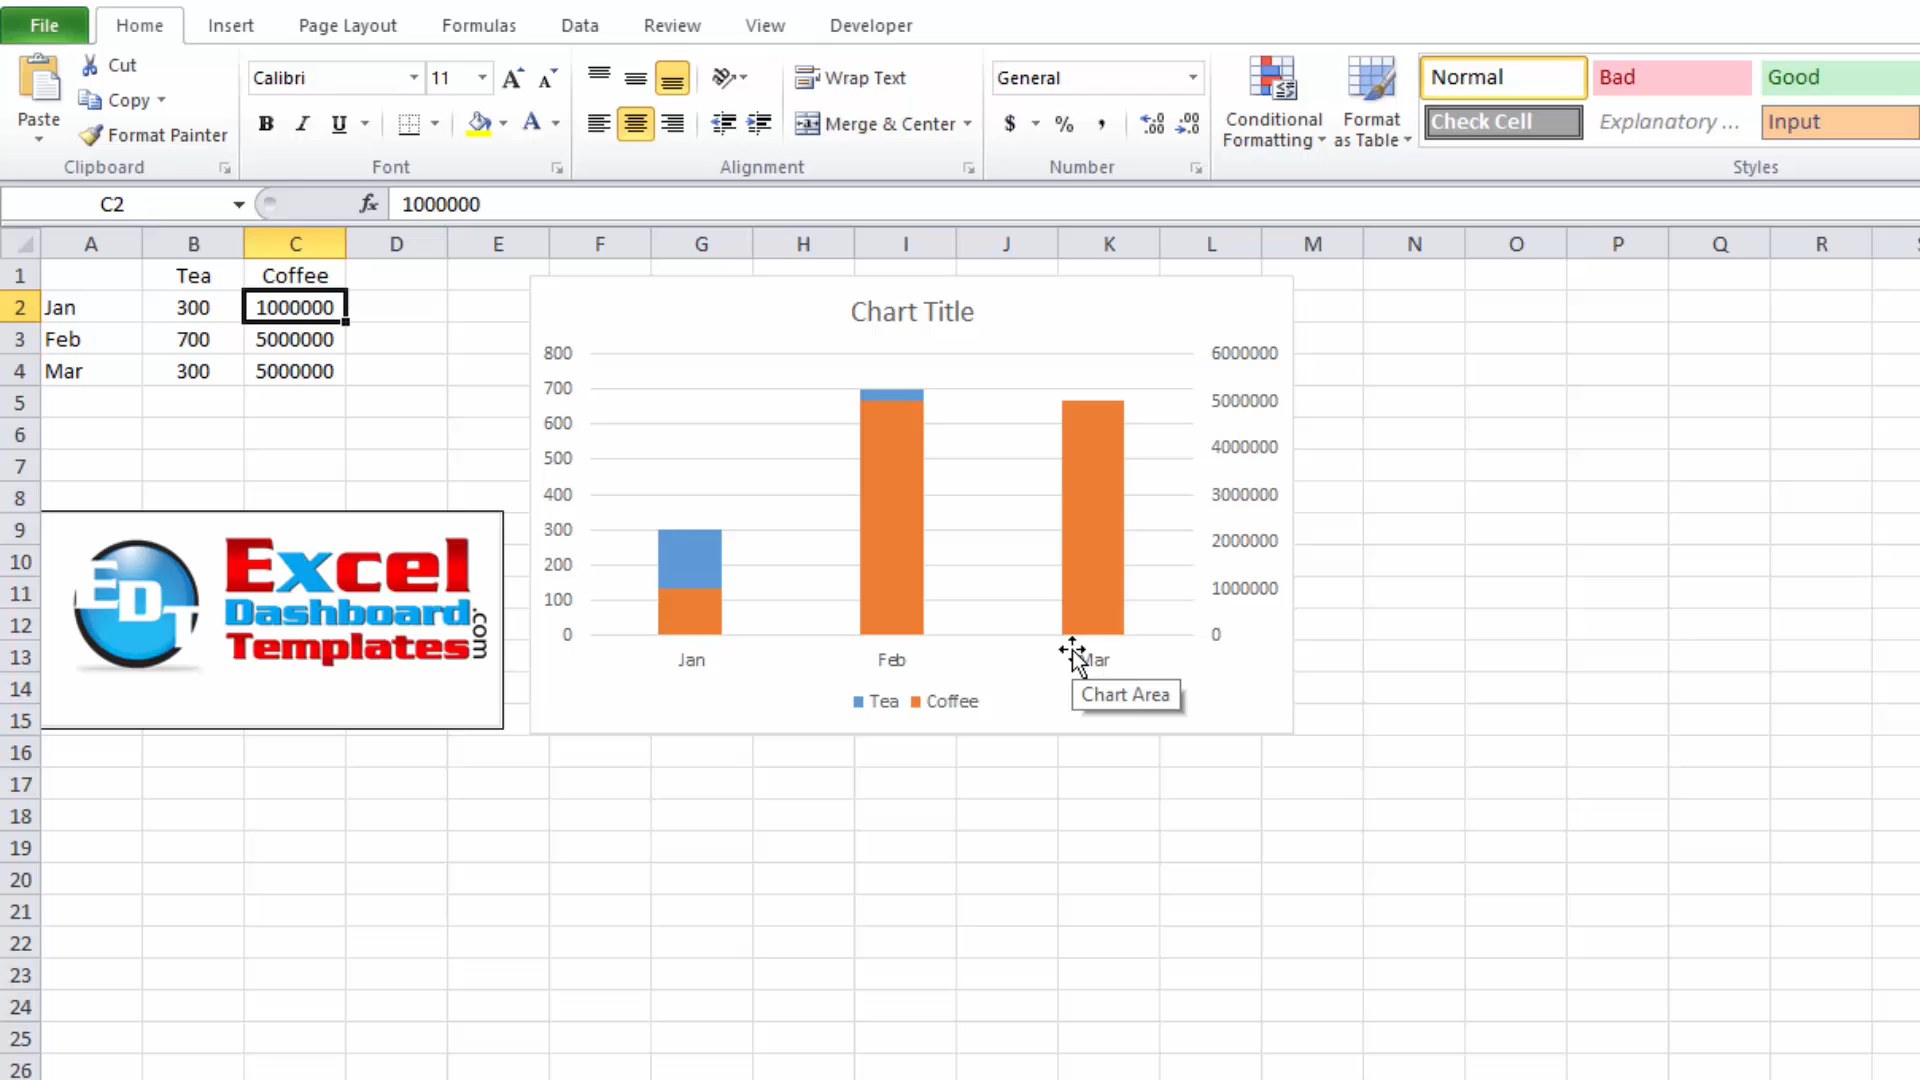 File Home Insert Page Layout Formulas Data Review View Developer
Cut
Copy
Format Painter
Paste
Clipboard
Calibri 11
B I U A
Font
Wrap Text
Merge & Center
Alignment
General
$ % , .00 .00
Number
Conditional Formatting
Format as Table
Normal Bad Good
Check Cell Explanatory ... Input
Styles
C2 fx 1000000
A B C D E F G H I J K L M N O P Q R
1 Tea Coffee
2 Jan 300 1000000
3 Feb 700 5000000
4 Mar 300 5000000
5
6
7
8
9
10
11
12
13
14
15
16
17
18
19
20
21
22
23
24
25
26
EDT
Excel
Dashboard
Templates
.com
Chart Title
800 6000000
700
600 5000000
500 4000000
400 3000000
300
200 2000000
100 1000000
0 0
Jan Feb Mar
Tea Coffee
Chart Area